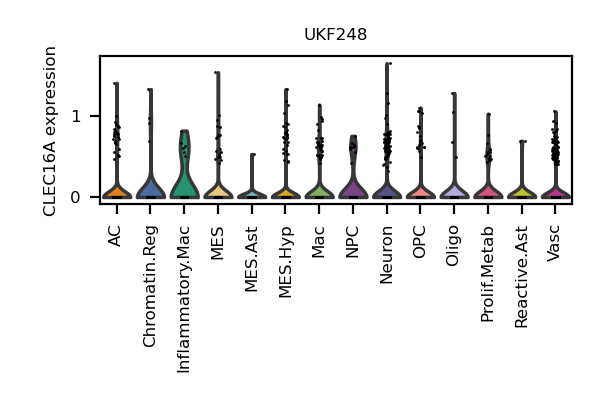 UKF248
CLEC16A expression
1
0
AC
Chromatin.Reg
Inflammatory.Mac
MES
MES.Ast
MES.Hyp
Mac
NPC
Neuron
OPC
Oligo
Prolif.Metab
Reactive.Ast
Vasc